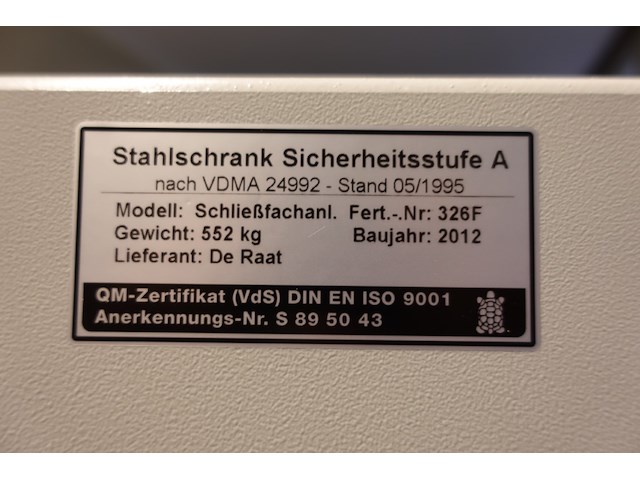 Stahlschrank Sicherheitsstufe A
nach VDMA 24992 - Stand 05/1995
Modell: Schließfachanl. Fert.-.Nr: 326F
Gewicht: 552 kg Baujahr: 2012
Lieferant: De Raat
QM-Zertifikat (VdS) DIN EN ISO 9001
Anerkennungs-Nr. S 89 50 43